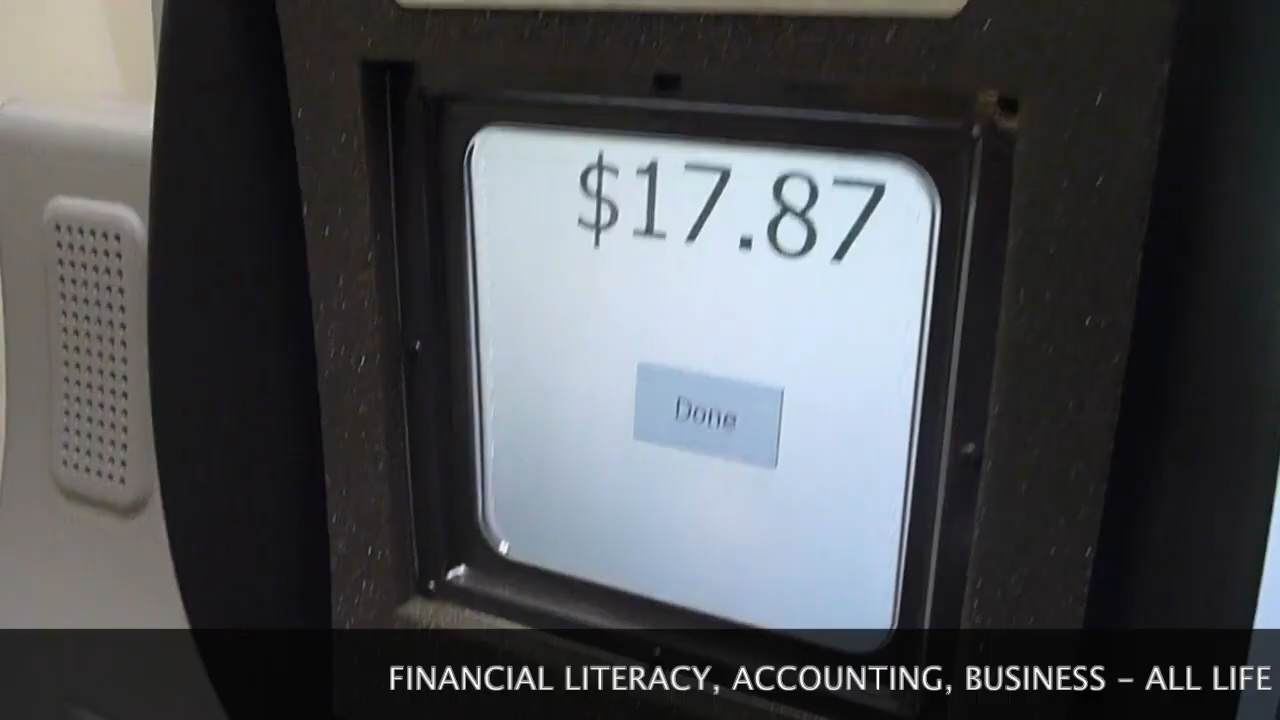 $17.87
Done
FINANCIAL LITERACY, ACCOUNTING, BUSINESS – ALL LIFE